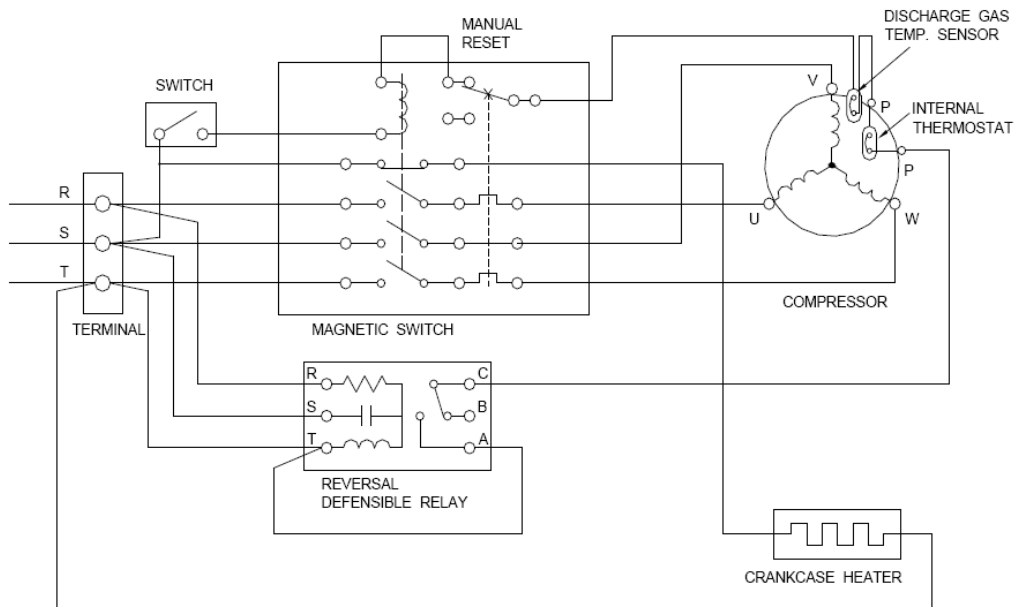 DISCHARGE GAS
TEMP. SENSOR
MANUAL
RESET
SWITCH
V
P
INTERNAL
THERMOSTAT
P
R
U
W
S
T
COMPRESSOR
TERMINAL
MAGNETIC SWITCH
R
C
S
B
T
A
REVERSAL
DEFENSIBLE RELAY
CRANKCASE HEATER